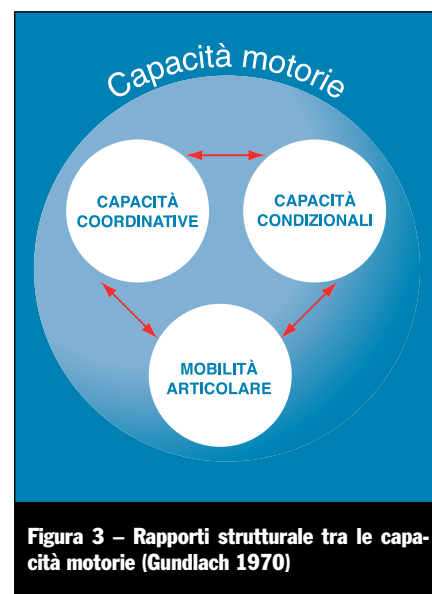 Capacità motorie
CAPACITÀ
COORDINATIVE
CAPACITÀ
CONDIZIONALI
MOBILITÀ
ARTICOLARE
Figura 3 – Rapporti strutturale tra le capa-
cità motorie (Gundlach 1970)